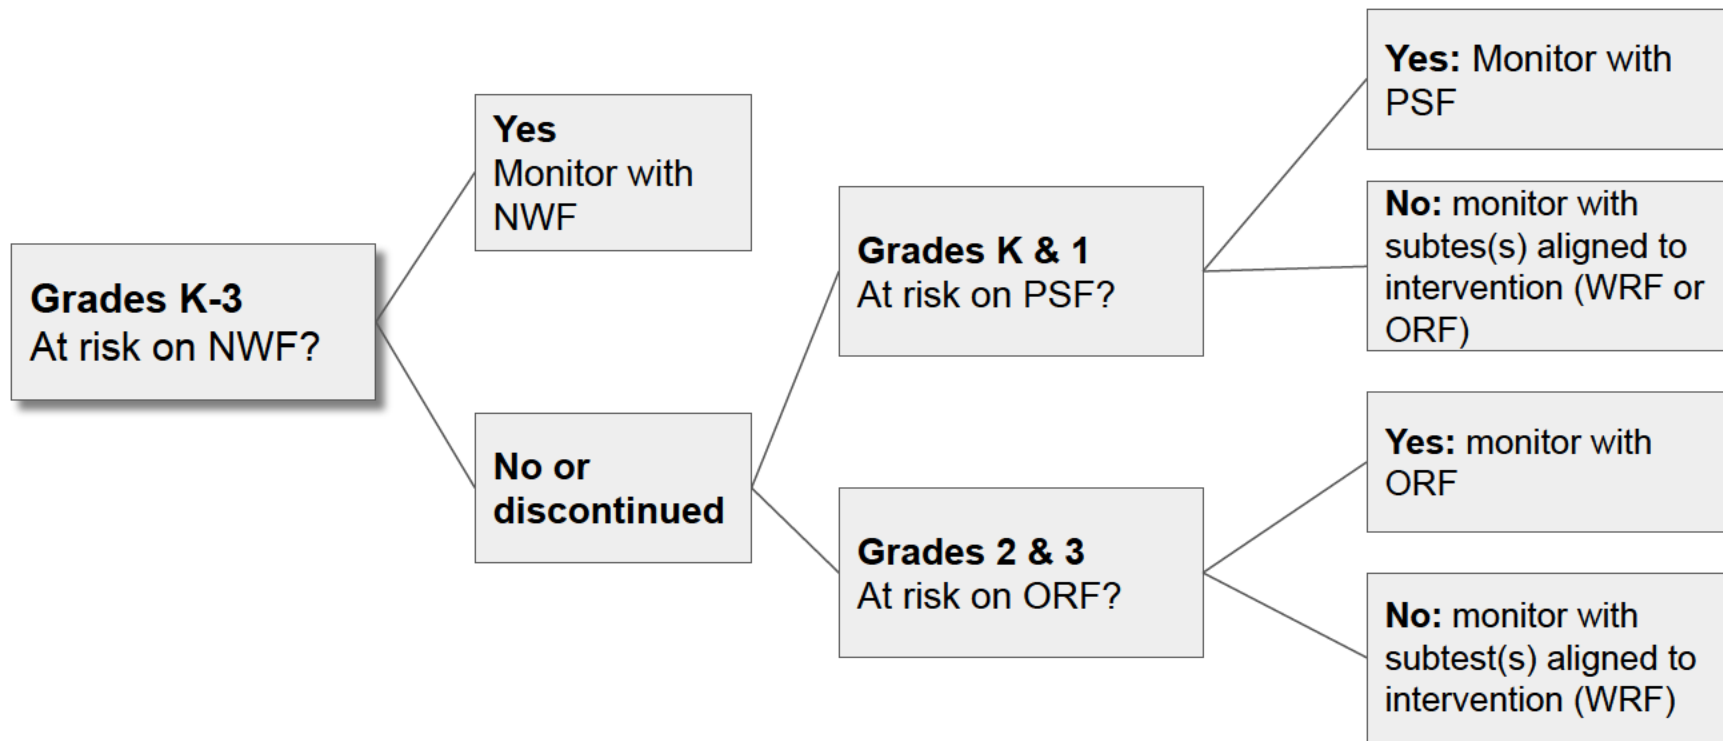 Grades K-3
At risk on NWF?
Yes
Monitor with
NWF
No or
discontinued
Grades K & 1
At risk on PSF?
Grades 2 & 3
At risk on ORF?
Yes: Monitor with
PSF
No: monitor with
subtes(s) aligned to
intervention (WRF or
ORF)
Yes: monitor with
ORF
No: monitor with
subtest(s) aligned to
intervention (WRF)